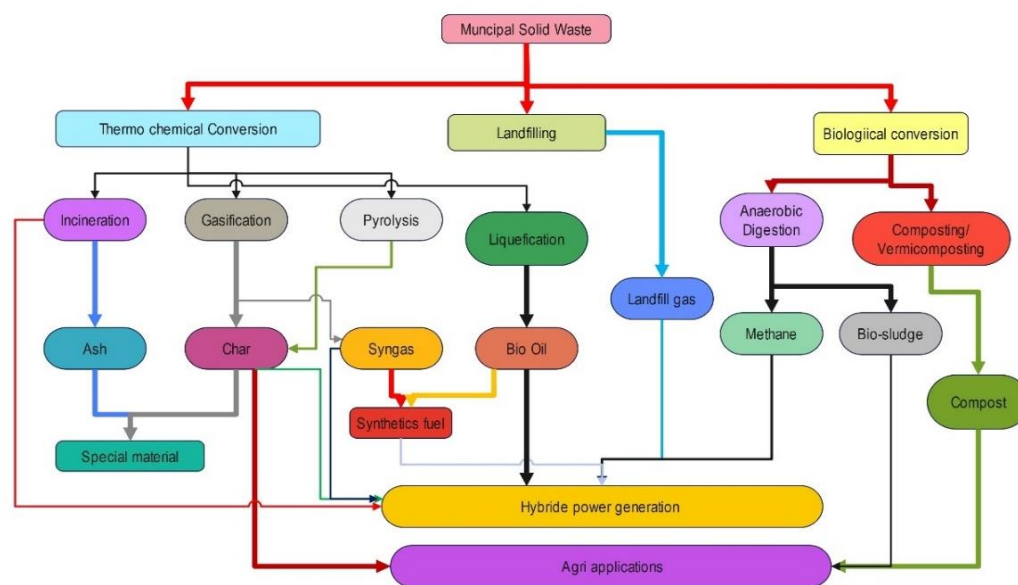 Muncipal Solid Waste
Thermo chemical Conversion
Landfilling
Biologiical conversion
Incineration
Gasification
Pyrolysis
Liquefication
Anaerobic
Digestion
Composting/
Vermicomposting
Landfill gas
Ash
Char
Syngas
Bio Oil
Methane
Bio-sludge
Compost
Synthetics fuel
Special material
Hybride power generation
Agri applications